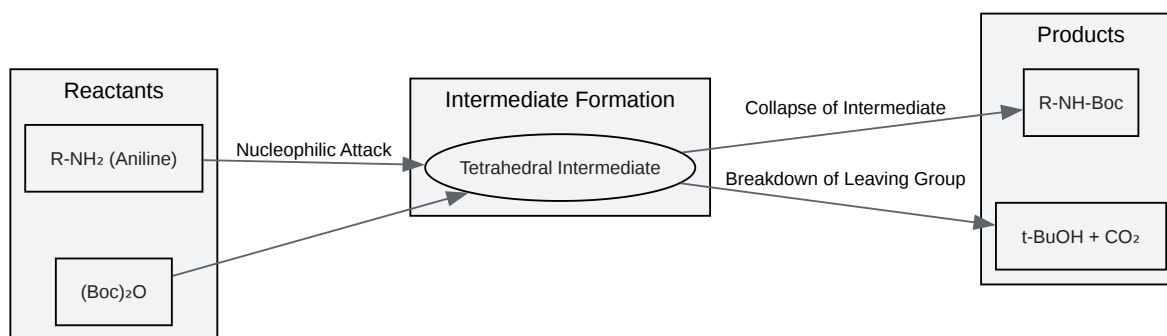 Reactants
R-NH₂ (Aniline)
(Boc)₂O
Nucleophilic Attack
Intermediate Formation
Tetrahedral Intermediate
Collapse of Intermediate
Breakdown of Leaving Group
Products
R-NH-Boc
t-BuOH + CO₂